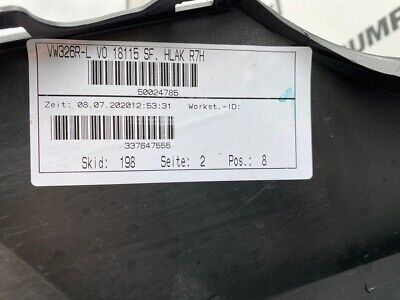 VW326R-L VO 18115 SF. HLAK R7H
50024785
Zeit: 08.07.202012:53:31 Workst.-ID:
337647555
Skid: 198 Seite: 2 Pos.: 8